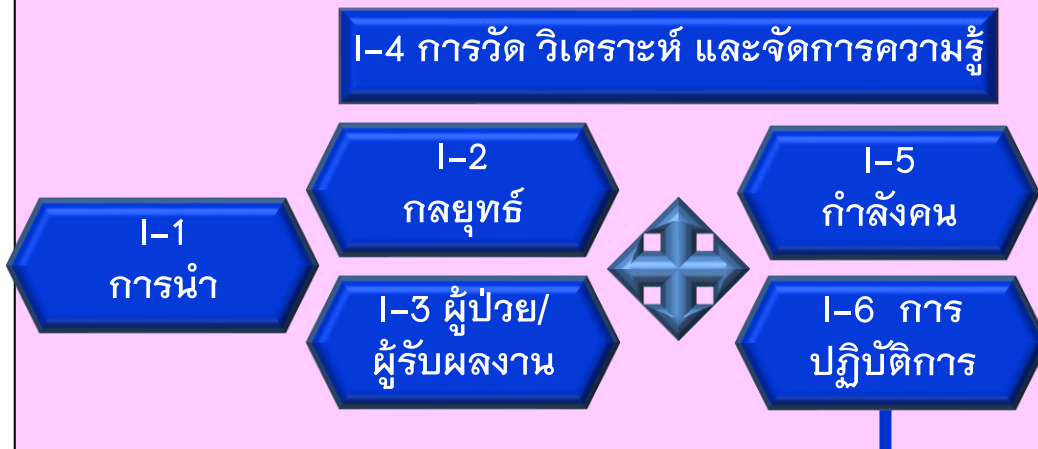 I-4 การวัด วิเคราะห์ และจัดการความรู้
I-2
กลยุทธ์
I-5
กำลังคน
I-1
การนำ
I-3 ผู้ป่วย/
ผู้รับผลงาน
I-6 การ
ปฏิบัติการ